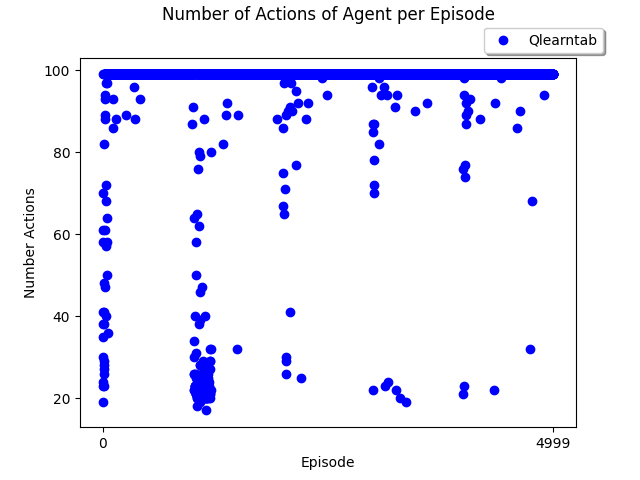 Number of Actions of Agent per Episode
Qlearntab
100
80
60
40
20
Number Actions
0
4999
Episode